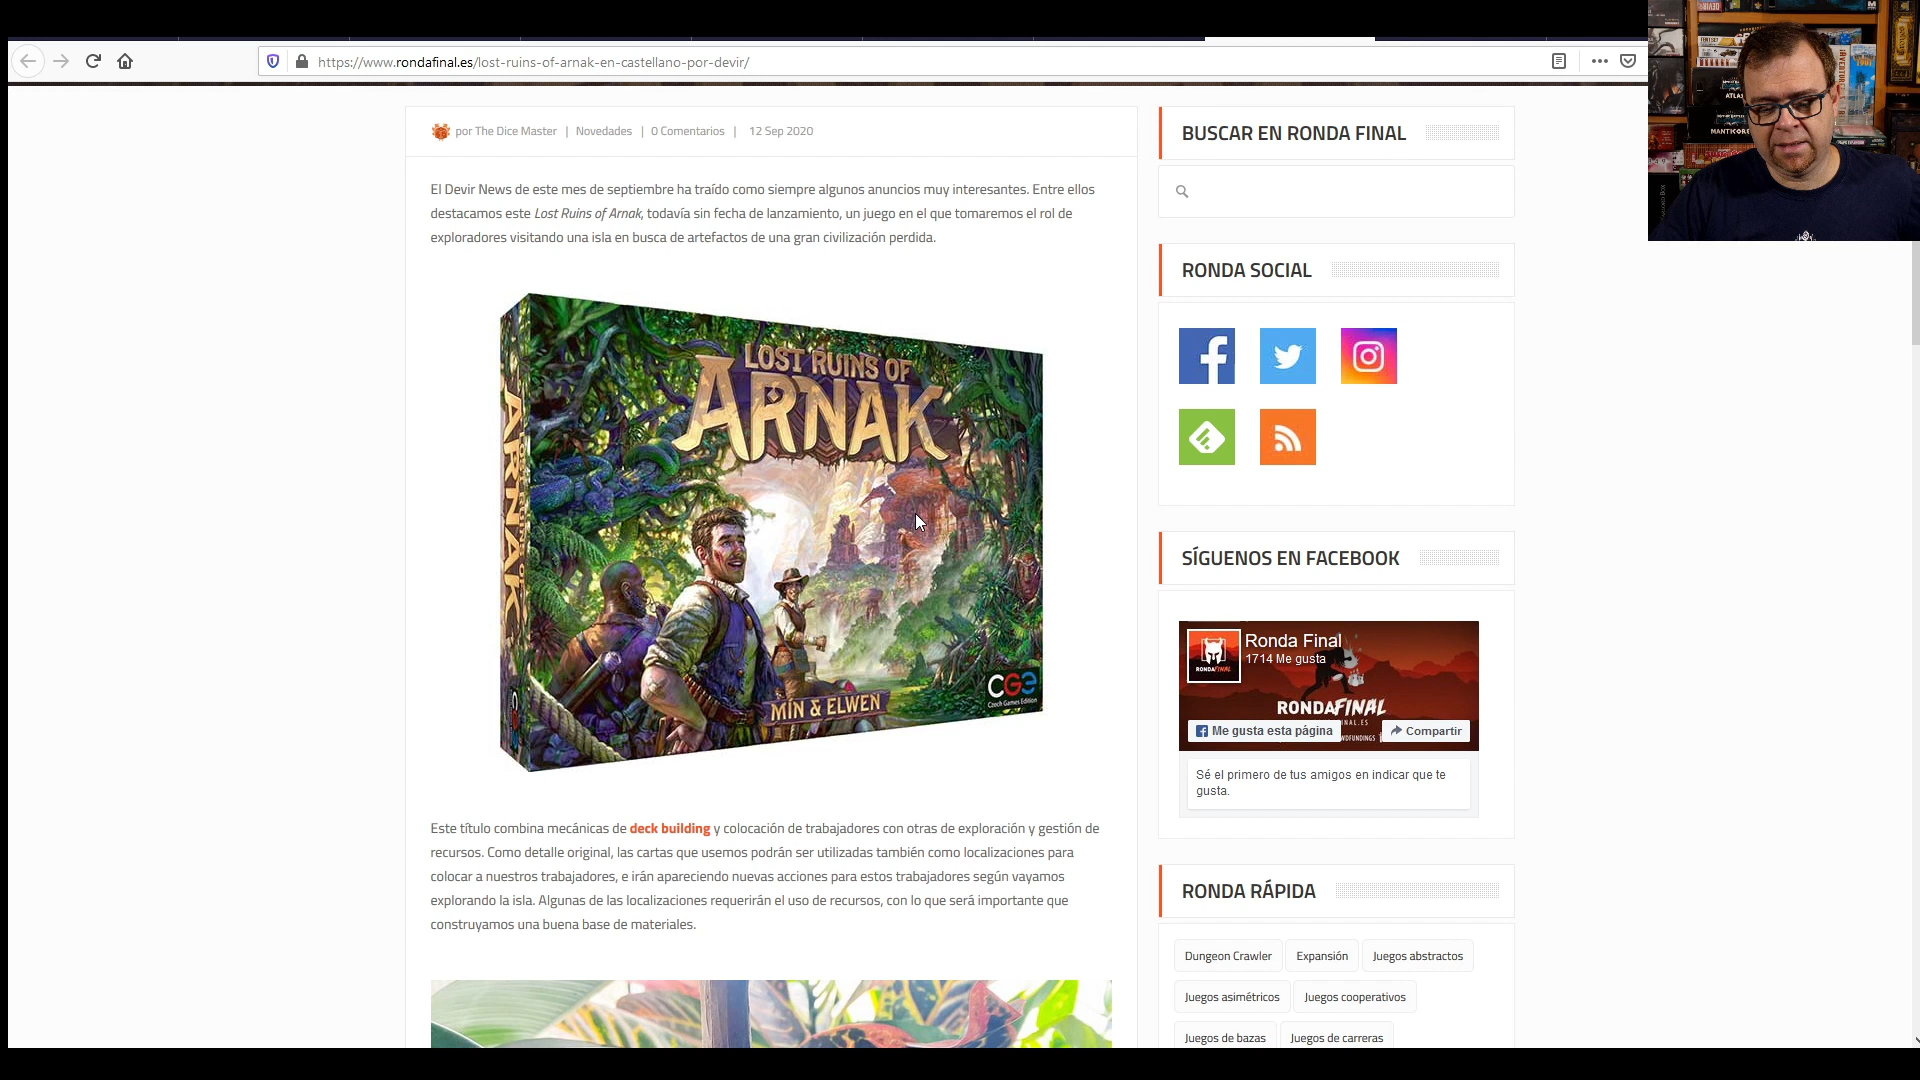 https://www.rondafinal.es/lost-ruins-of-arnak-en-castellano-por-devir/
por The Dice Master | Novedades | 0 Comentarios | 12 Sep 2020
El Devir News de este mes de septiembre ha traído como siempre algunos anuncios muy interesantes. Entre ellos
destacamos este Lost Ruins of Arnak, todavía sin fecha de lanzamiento, un juego en el que tomaremos el rol de
exploradores visitando una isla en busca de artefactos de una gran civilización perdida.
LOST RUINS OF
ARNAK
ARNAK
MÍN & ELWEN
CGE
Czech Games Edition
Este título combina mecánicas de deck building y colocación de trabajadores con otras de exploración y gestión de
recursos. Como detalle original, las cartas que usemos podrán ser utilizadas también como localizaciones para
colocar a nuestros trabajadores, e irán apareciendo nuevas acciones para estos trabajadores según vayamos
explorando la isla. Algunas de las localizaciones requerirán el uso de recursos, con lo que será importante que
construyamos una buena base de materiales.
BUSCAR EN RONDA FINAL
RONDA SOCIAL
SÍGUENOS EN FACEBOOK
Ronda Final
1714 Me gusta
RONDAFINAL
RONDAFINAL
Me gusta esta página
Compartir
Sé el primero de tus amigos en indicar que te
gusta.
RONDA RÁPIDA
Dungeon Crawler
Expansión
Juegos abstractos
Juegos asimétricos
Juegos cooperativos
Juegos de bazas
Juegos de carreras
ATLAS
MANTICORE